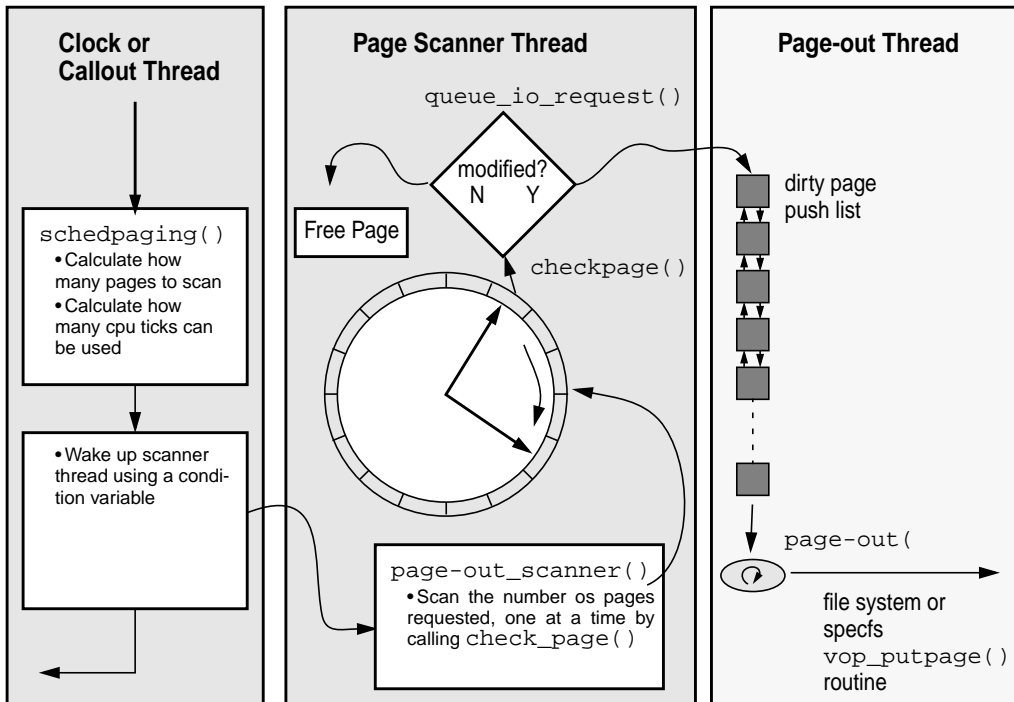 Clock or
Callout Thread
schedpaging()
• Calculate how
many pages to scan
• Calculate how
many cpu ticks can
be used
• Wake up scanner
thread using a condi-
tion variable
Page Scanner Thread
queue_io_request()
modified?
N Y
Free Page
checkpage()
page-out_scanner()
• Scan the number os pages
requested, one at a time by
calling check_page()
Page-out Thread
dirty page
push list
page-out(
file system or
specfs
vop_putpage()
routine